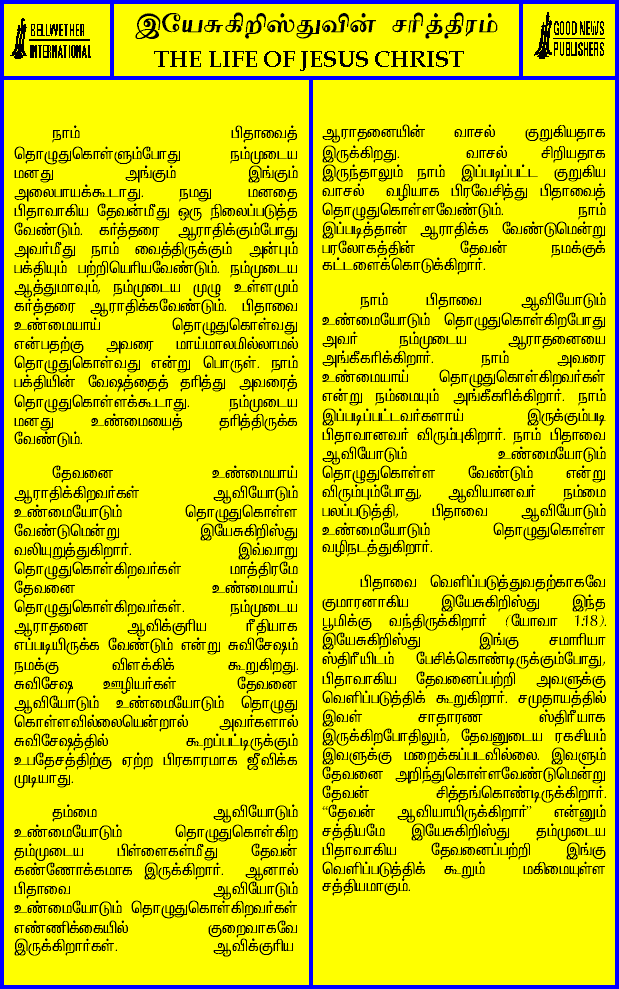 BELLWETHER
INTERNATIONAL
இயேசுகிறிஸ்துவின் சரித்திரம்
THE LIFE OF JESUS CHRIST
GOOD NEWS
PUBLISHERS
நாம் பிதாவைத்
தொழுதுகொள்ளும்போது நம்முடைய
மனது அங்கும் இங்கும்
அலைபாயக்கூடாது. நமது மனதை
பிதாவாகிய தேவன்மீது ஒரு நிலைப்படுத்த
வேண்டும். கர்த்தரை ஆராதிக்கும்போது
அவர்மீது நாம் வைத்திருக்கும் அன்பும்
பக்தியும் பற்றியெரியவேண்டும். நம்முடைய
ஆத்துமாவும், நம்முடைய முழு உள்ளமும்
கர்த்தரை ஆராதிக்கவேண்டும். பிதாவை
உண்மையாய் தொழுதுகொள்வது
என்பதற்கு அவரை மாய்மாலமில்லாமல்
தொழுதுகொள்வது என்று பொருள். நாம்
பக்தியின் வேஷத்தைத் தரித்து அவரைத்
தொழுதுகொள்ளக்கூடாது. நம்முடைய
மனது உண்மையைத் தரித்திருக்க
வேண்டும்.
தேவனை உண்மையாய்
ஆராதிக்கிறவர்கள் ஆவியோடும்
உண்மையோடும் தொழுதுகொள்ள
வேண்டுமென்று இயேசுகிறிஸ்து
வலியுறுத்துகிறார். இவ்வாறு
தொழுதுகொள்கிறவர்கள் மாத்திரமே
தேவனை உண்மையாய்
தொழுதுகொள்கிறவர்கள். நம்முடைய
ஆராதனை ஆவிக்குரிய ரீதியாக
எப்படியிருக்க வேண்டும் என்று சுவிசேஷம்
நமக்கு விளக்கிக் கூறுகிறது.
சுவிசேஷ ஊழியர்கள் தேவனை
ஆவியோடும் உண்மையோடும் தொழுது
கொள்ளவில்லையென்றால் அவர்களால்
சுவிசேஷத்தில் கூறப்பட்டிருக்கும்
உபதேசத்திற்கு ஏற்ற பிரகாரமாக ஜீவிக்க
முடியாது.
தம்மை ஆவியோடும்
உண்மையோடும் தொழுதுகொள்கிற
தம்முடைய பிள்ளைகள்மீது தேவன்
கண்ணோக்கமாக இருக்கிறார். ஆனால்
பிதாவை ஆவியோடும்
உண்மையோடும் தொழுதுகொள்கிறவர்கள்
எண்ணிக்கையில் குறைவாகவே
இருக்கிறார்கள். ஆவிக்குரிய
ஆராதனையின் வாசல் குறுகியதாக
இருக்கிறது. வாசல் சிறியதாக
இருந்தாலும் நாம் இப்படிப்பட்ட குறுகிய
வாசல் வழியாக பிரவேசித்து பிதாவைத்
தொழுதுகொள்ளவேண்டும். நாம்
இப்படித்தான் ஆராதிக்க வேண்டுமென்று
பரலோகத்தின் தேவன் நமக்குக்
கட்டளைக்கொடுக்கிறார்.
நாம் பிதாவை ஆவியோடும்
உண்மையோடும் தொழுதுகொள்கிறபோது
அவர் நம்முடைய ஆராதனையை
அங்கீகரிக்கிறார். நாம் அவரை
உண்மையாய் தொழுதுகொள்கிறவர்கள்
என்று நம்மையும் அங்கீகரிக்கிறார். நாம்
இப்படிப்பட்டவர்களாய் இருக்கும்படி
பிதாவானவர் விரும்புகிறார். நாம் பிதாவை
ஆவியோடும் உண்மையோடும்
தொழுதுகொள்ள வேண்டும் என்று
விரும்பும்போது, ஆவியானவர் நம்மை
பலப்படுத்தி, பிதாவை ஆவியோடும்
உண்மையோடும் தொழுதுகொள்ள
வழிநடத்துகிறார்.
பிதாவை வெளிப்படுத்துவதற்காகவே
குமாரனாகிய இயேசுகிறிஸ்து இந்த
பூமிக்கு வந்திருக்கிறார் (யோவா 1:18).
இயேசுகிறிஸ்து இங்கு சமாரியா
ஸ்திரீயிடம் பேசிக்கொண்டிருக்கும்போது,
பிதாவாகிய தேவனைப்பற்றி அவளுக்கு
வெளிப்படுத்திக் கூறுகிறார். சமுதாயத்தில்
இவள் சாதாரண ஸ்திரீயாக
இருக்கிறபோதிலும், தேவனுடைய ரகசியம்
இவளுக்கு மறைக்கப்படவில்லை. இவளும்
தேவனை அறிந்துகொள்ளவேண்டுமென்று
தேவன் சித்தங்கொண்டிருக்கிறார்.
“தேவன் ஆவியாயிருக்கிறார்” என்னும்
சத்தியமே இயேசுகிறிஸ்து தம்முடைய
பிதாவாகிய தேவனைப்பற்றி இங்கு
வெளிப்படுத்திக் கூறும் மகிமையுள்ள
சத்தியமாகும்.